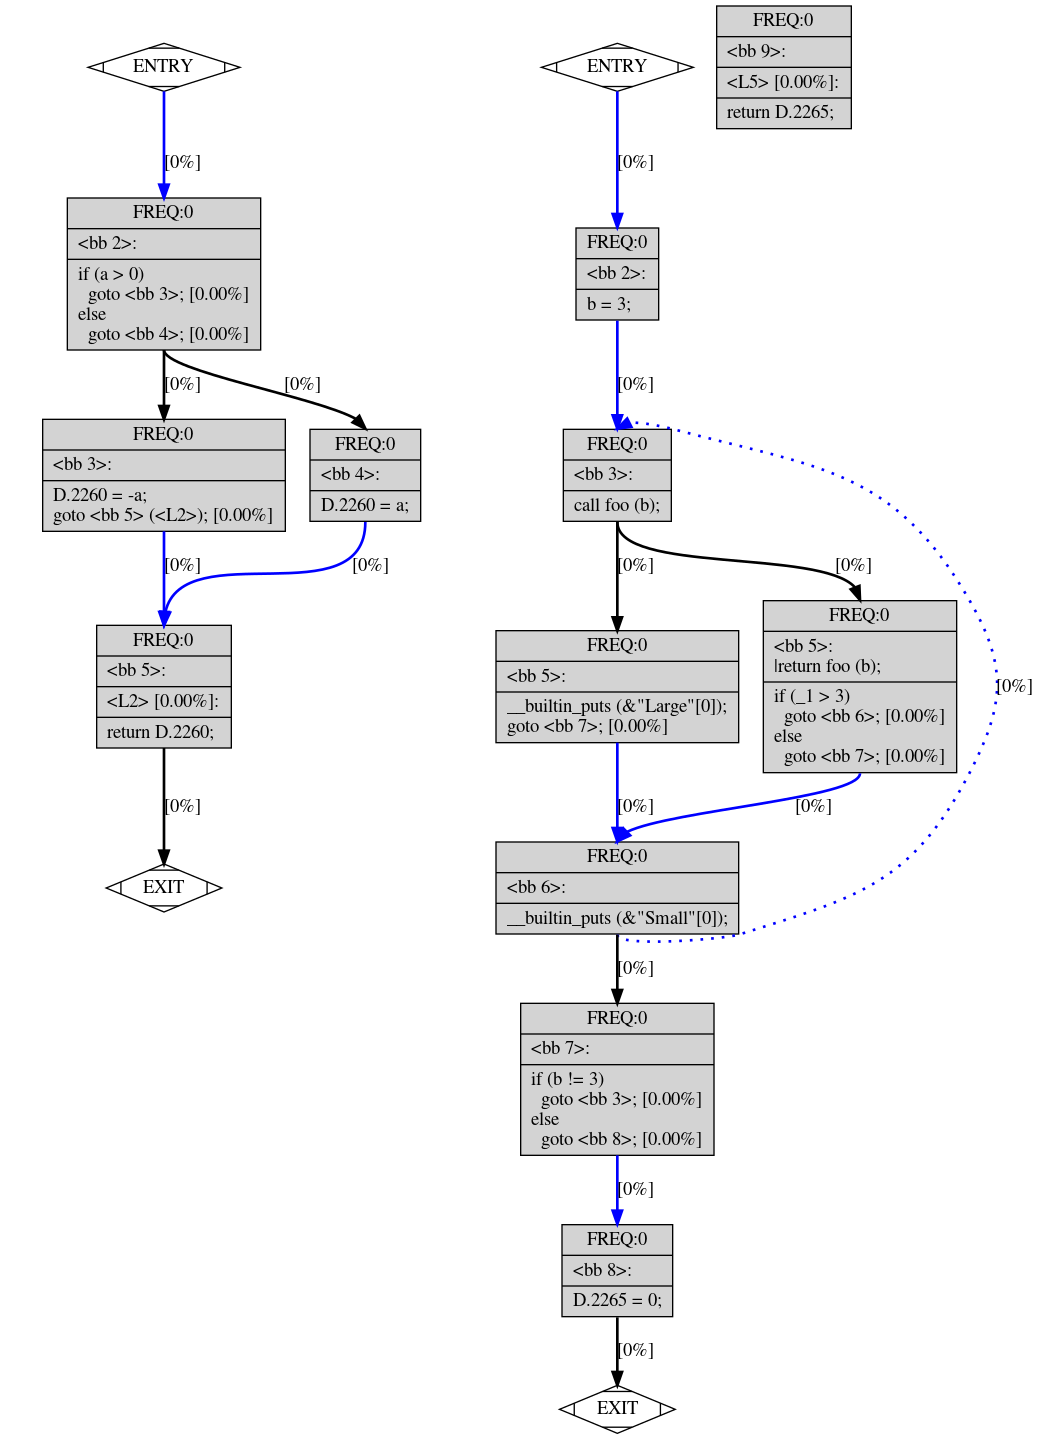 ENTRY
[0%]
FREQ:0
<bb 2>:
if (a > 0)
goto <bb 3>; [0.00%]
else
goto <bb 4>; [0.00%]
[0%]
[0%]
FREQ:0
<bb 3>:
D.2260 = -a;
goto <bb 5> (<L2>); [0.00%]
FREQ:0
<bb 4>:
D.2260 = a;
[0%]
[0%]
FREQ:0
<bb 5>:
<L2> [0.00%]:
return D.2260;
[0%]
EXIT
ENTRY
[0%]
FREQ:0
<bb 2>:
b = 3;
[0%]
FREQ:0
<bb 3>:
call foo (b);
[0%]
[0%]
FREQ:0
<bb 5>:
__builtin_puts (&"Large"[0]);
goto <bb 7>; [0.00%]
FREQ:0
<bb 5>:
|return foo (b);
if (_1 > 3)
goto <bb 6>; [0.00%]
else
goto <bb 7>; [0.00%]
[0%]
[0%]
[0%]
FREQ:0
<bb 6>:
__builtin_puts (&"Small"[0]);
[0%]
FREQ:0
<bb 7>:
if (b != 3)
goto <bb 3>; [0.00%]
else
goto <bb 8>; [0.00%]
[0%]
FREQ:0
<bb 8>:
D.2265 = 0;
[0%]
EXIT
FREQ:0
<bb 9>:
<L5> [0.00%]:
return D.2265;